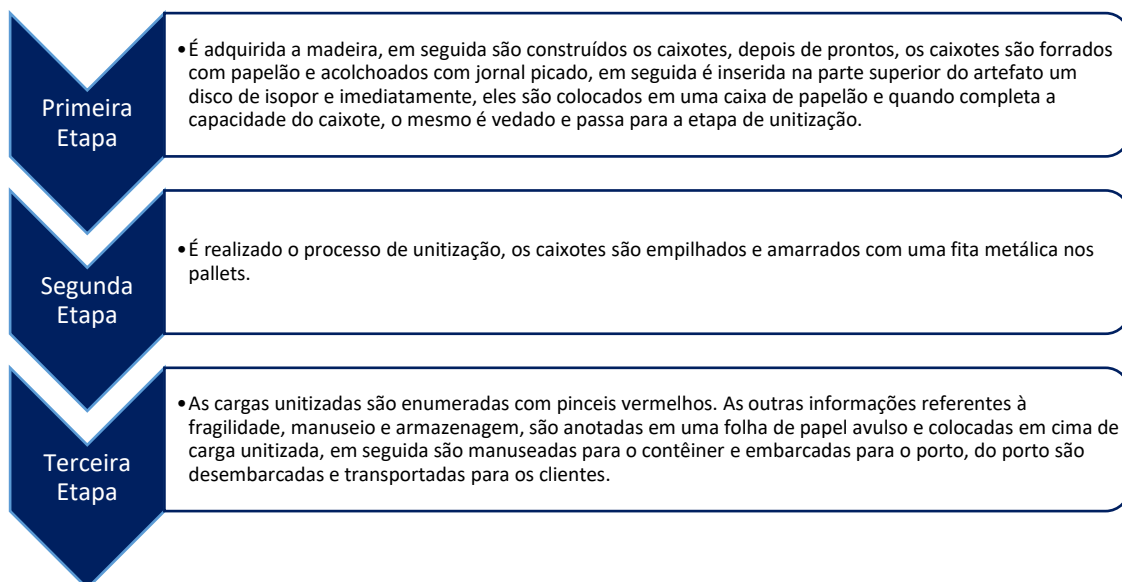 Primeira
Etapa
•É adquirida a madeira, em seguida são construídos os caixotes, depois de prontos, os caixotes são forrados
com papelão e acolchoados com jornal picado, em seguida é inserida na parte superior do artefato um
disco de isopor e imediatamente, eles são colocados em uma caixa de papelão e quando completa a
capacidade do caixote, o mesmo é vedado e passa para a etapa de unitização.
Segunda
Etapa
•É realizado o processo de unitização, os caixotes são empilhados e amarrados com uma fita metálica nos
pallets.
Terceira
Etapa
•As cargas unitizadas são enumeradas com pinceis vermelhos. As outras informações referentes à
fragilidade, manuseio e armazenagem, são anotadas em uma folha de papel avulso e colocadas em cima de
carga unitizada, em seguida são manuseadas para o contêiner e embarcadas para o porto, do porto são
desembarcadas e transportadas para os clientes.